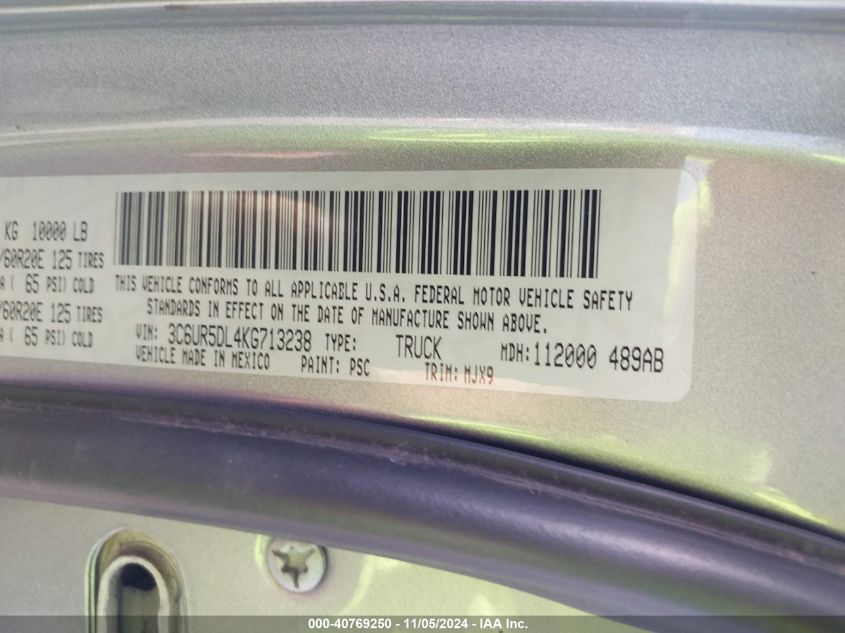 KG 10000 LB
/60R20E 125 TIRES
A ( 65 PSI) COLD
/60R20E 125 TIRES
A ( 65 PSI) COLD
THIS VEHICLE CONFORMS TO ALL APPLICABLE U.S.A. FEDERAL MOTOR VEHICLE SAFETY
STANDARDS IN EFFECT ON THE DATE OF MANUFACTURE SHOWN ABOVE.
VIN: 3C6UR5DL4KG713238 TYPE: TRUCK MDH: 112000 489AB
VEHICLE MADE IN MEXICO PAINT: PSC TRIM: MJX9
000-40769250 - 11/05/2024 - IAA Inc.